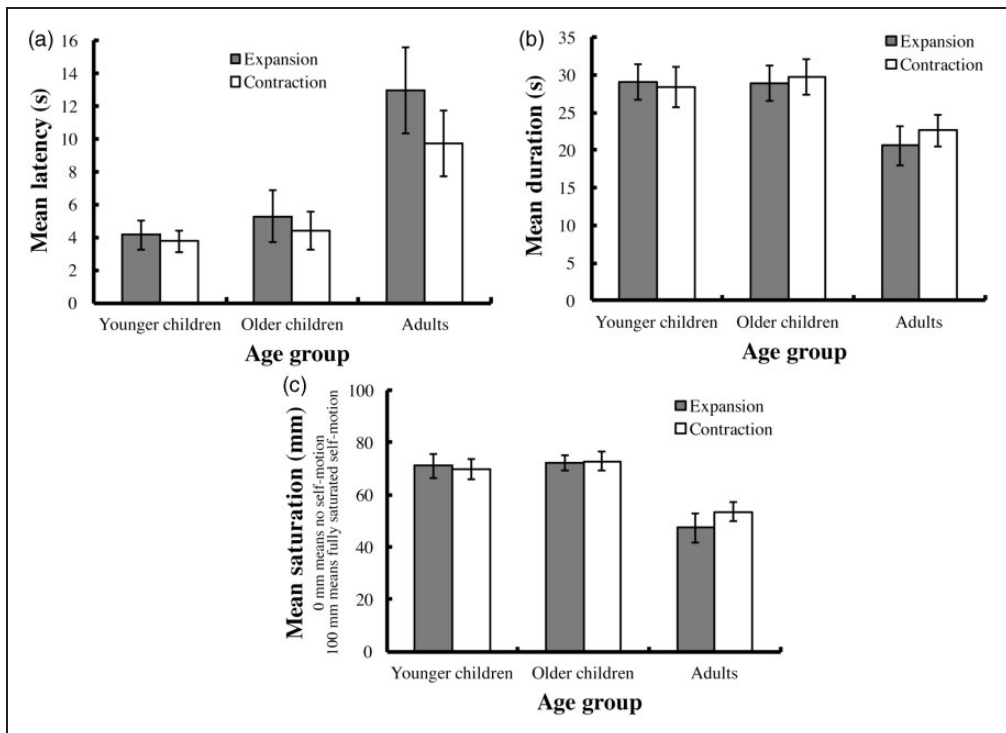 (a)
16
14
12
10
8
6
4
2
0
Mean latency (s)
Expansion
Contraction
Younger children Older children Adults
Age group
(b)
35
30
25
20
15
10
5
0
Mean duration (s)
Expansion
Contraction
Younger children Older children Adults
Age group
(c)
100
80
60
40
20
0
Mean saturation (mm)
0 mm means no self-motion
100 mm means fully saturated self-motion
Expansion
Contraction
Younger children Older children Adults
Age group